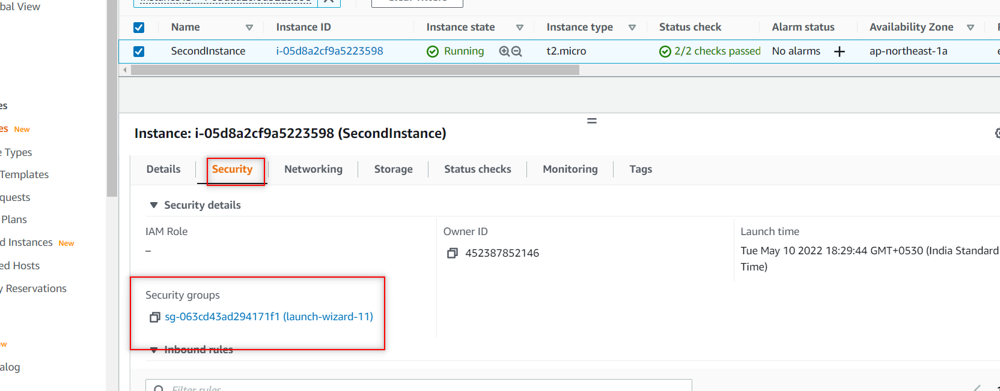 bal View
Name
Instance ID
Instance state
Instance type
Status check
Alarm status
Availability Zone
SecondInstance
i-05d8a2cf9a5223598
Running
t2.micro
2/2 checks passed
No alarms
ap-northeast-1a
es
es New
e Types
Templates
quests
Plans
d Instances New
ed Hosts
y Reservations
ew
alog
Instance: i-05d8a2cf9a5223598 (SecondInstance)
Details
Security
Networking
Storage
Status checks
Monitoring
Tags
Security details
IAM Role
–
Owner ID
452387852146
Launch time
Tue May 10 2022 18:29:44 GMT+0530 (India Standard
Time)
Security groups
sg-063cd43ad294171f1 (launch-wizard-11)
Inbound rules
Filter rules